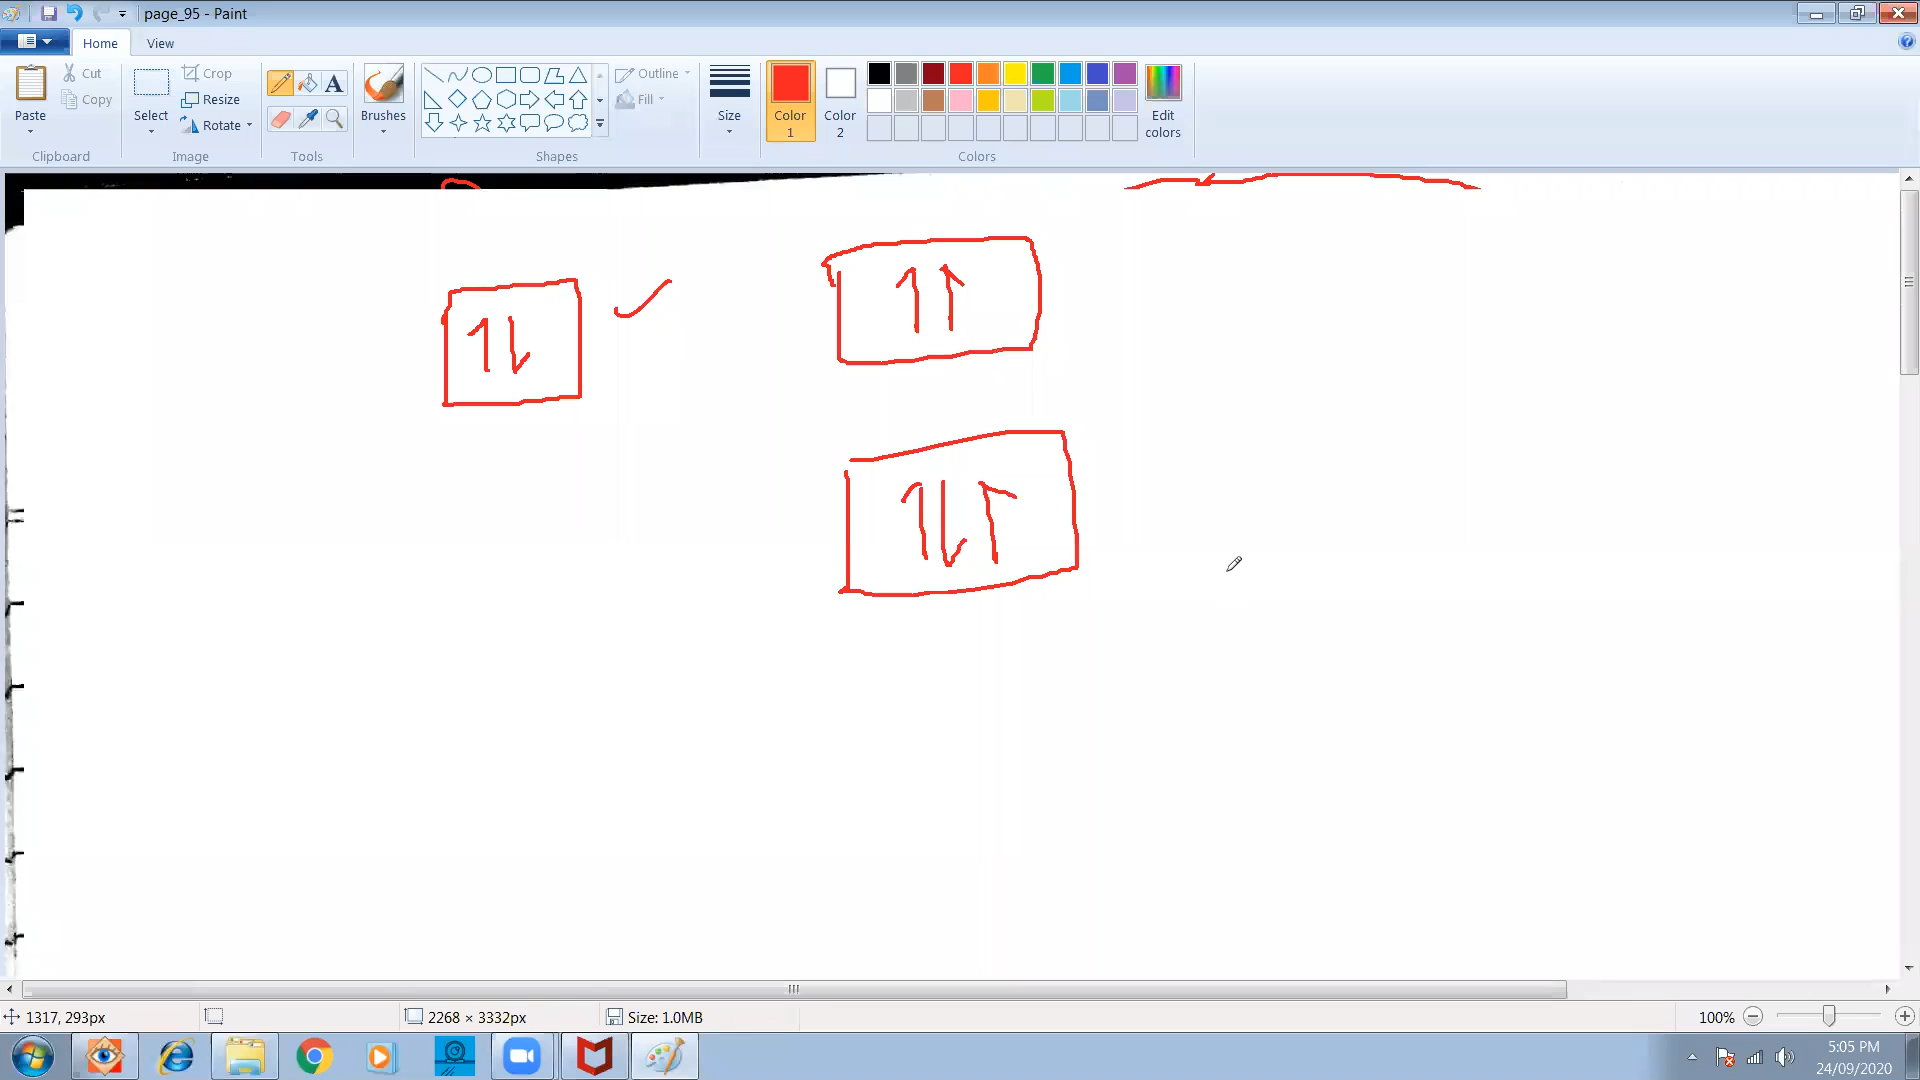 page_95 - Paint
Home View
Paste Cut Copy
Clipboard
Select Crop Resize Rotate
Image
Tools
Brushes
Shapes
Outline Fill
Size
Color 1
Color 2
Edit colors
Colors
1317, 293px
2268 × 3332px
Size: 1.0MB
100%
5:05 PM
24/09/2020